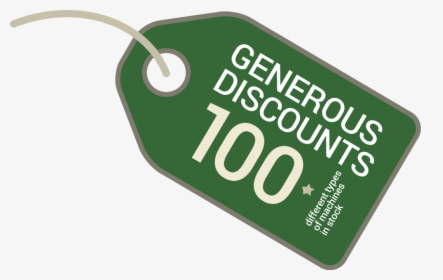 GENEROUS
DISCOUNTS
100
different types
of machines
in stock